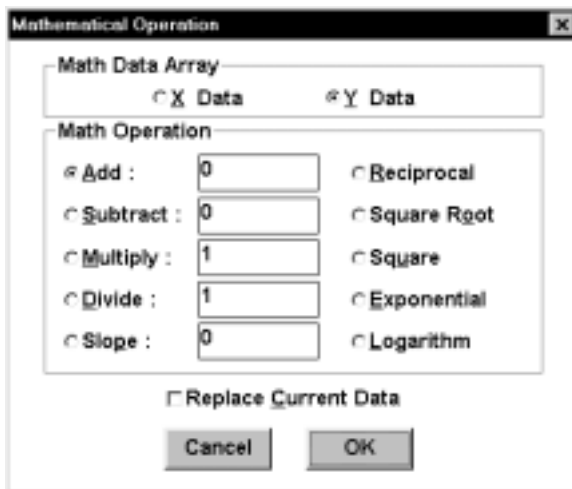 Mathematical Operation
Math Data Array
X Data Y Data
Math Operation
Add : 0 Reciprocal
Subtract : 0 Square Root
Multiply : 1 Square
Divide : 1 Exponential
Slope : 0 Logarithm
Replace Current Data
Cancel OK